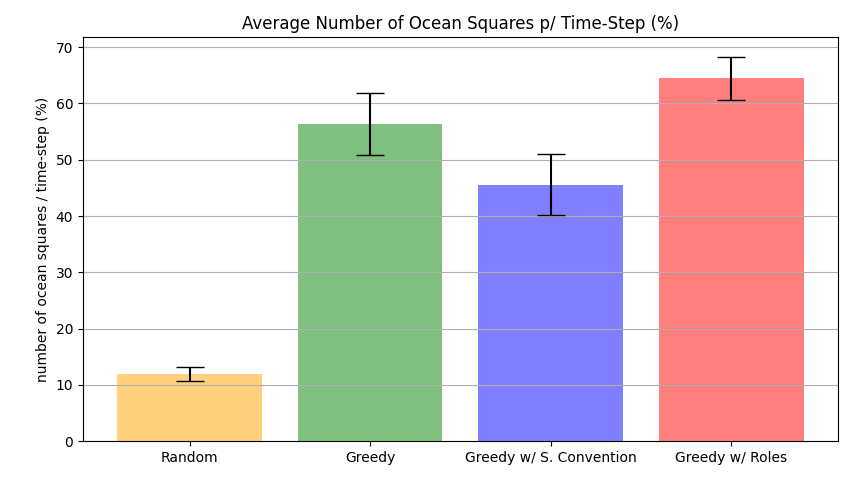 Average Number of Ocean Squares p/ Time-Step (%)
number of ocean squares / time-step (%)
70
60
50
40
30
20
10
0
Random
Greedy
Greedy w/ S. Convention
Greedy w/ Roles